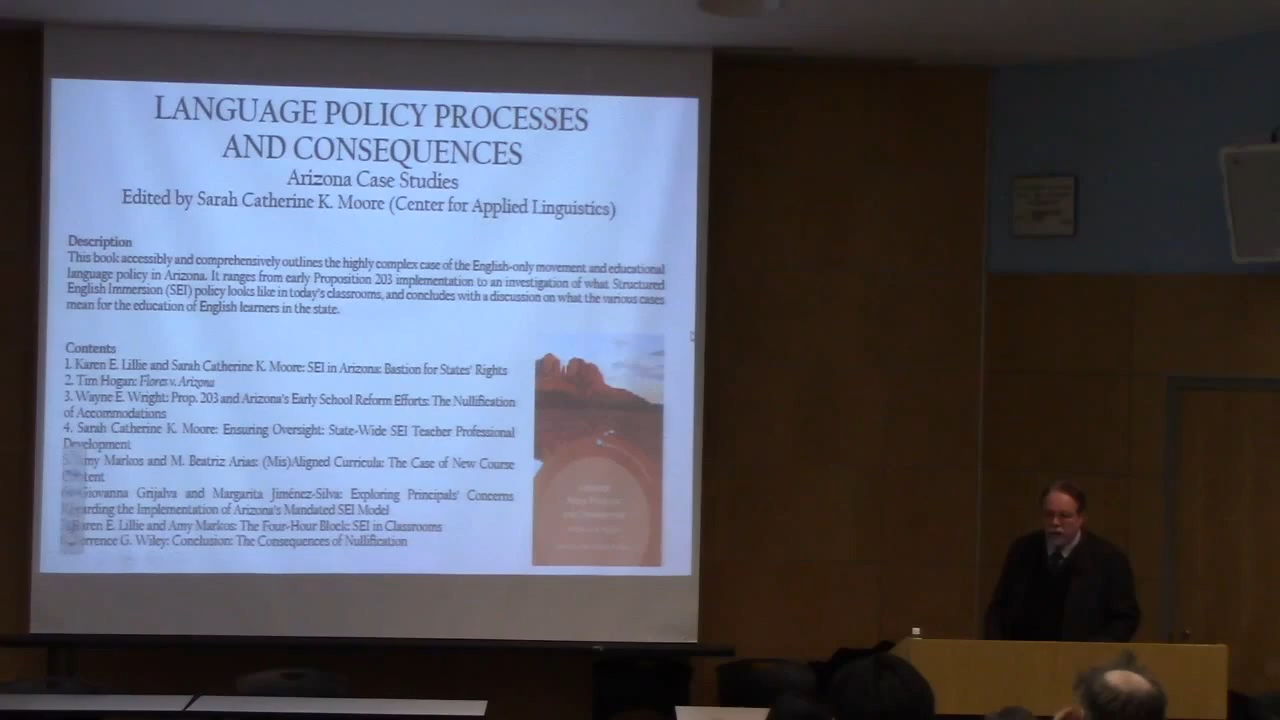 LANGUAGE POLICY PROCESSES
AND CONSEQUENCES
Arizona Case Studies
Edited by Sarah Catherine K. Moore (Center for Applied Linguistics)
Description
This book accessibly and comprehensively outlines the highly complex case of the English-only movement and educational
language policy in Arizona. It ranges from early Proposition 203 implementation to an investigation of what Structured
English Immersion (SEI) policy looks like in today's classrooms, and concludes with a discussion on what the various cases
mean for the education of English learners in the state.
Contents
1. Karen E. Lillie and Sarah Catherine K. Moore: SEI in Arizona: Bastion for States' Rights
2. Tim Hogan: Flores v. Arizona
3. Wayne E. Wright: Prop. 203 and Arizona's Early School Reform Efforts: The Nullification
of Accommodations
4. Sarah Catherine K. Moore: Ensuring Oversight: State-Wide SEI Teacher Professional
Development
Amy Markos and M. Beatriz Arias: (Mis)Aligned Curricula: The Case of New Course
Content
Giovanna Grijalva and Margarita Jiménez-Silva: Exploring Principals' Concerns
Regarding the Implementation of Arizona's Mandated SEI Model
Karen E. Lillie and Amy Markos: The Four-Hour Block: SEI in Classrooms
Terrence G. Wiley: Conclusion: The Consequences of Nullification